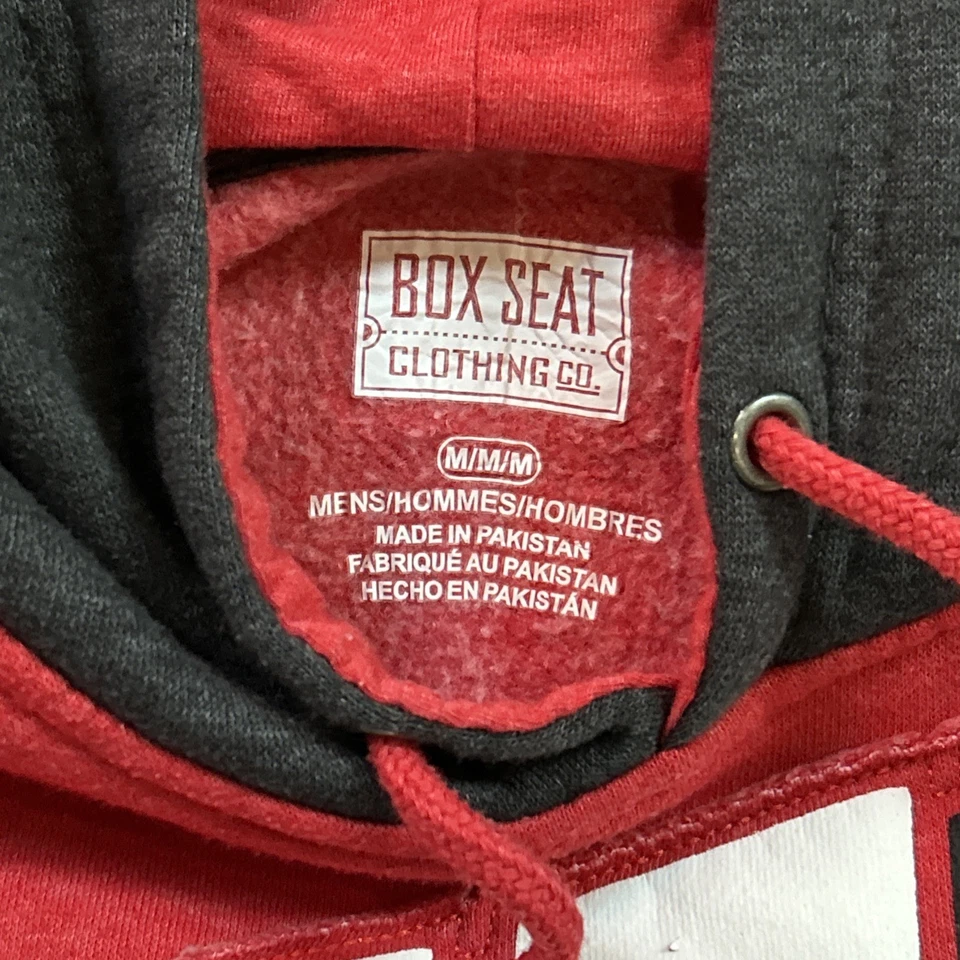 BOX SEAT
CLOTHING CO.
M/M/M
MENS/HOMMES/HOMBRES
MADE IN PAKISTAN
FABRIQUÉ AU PAKISTAN
HECHO EN PAKISTÁN